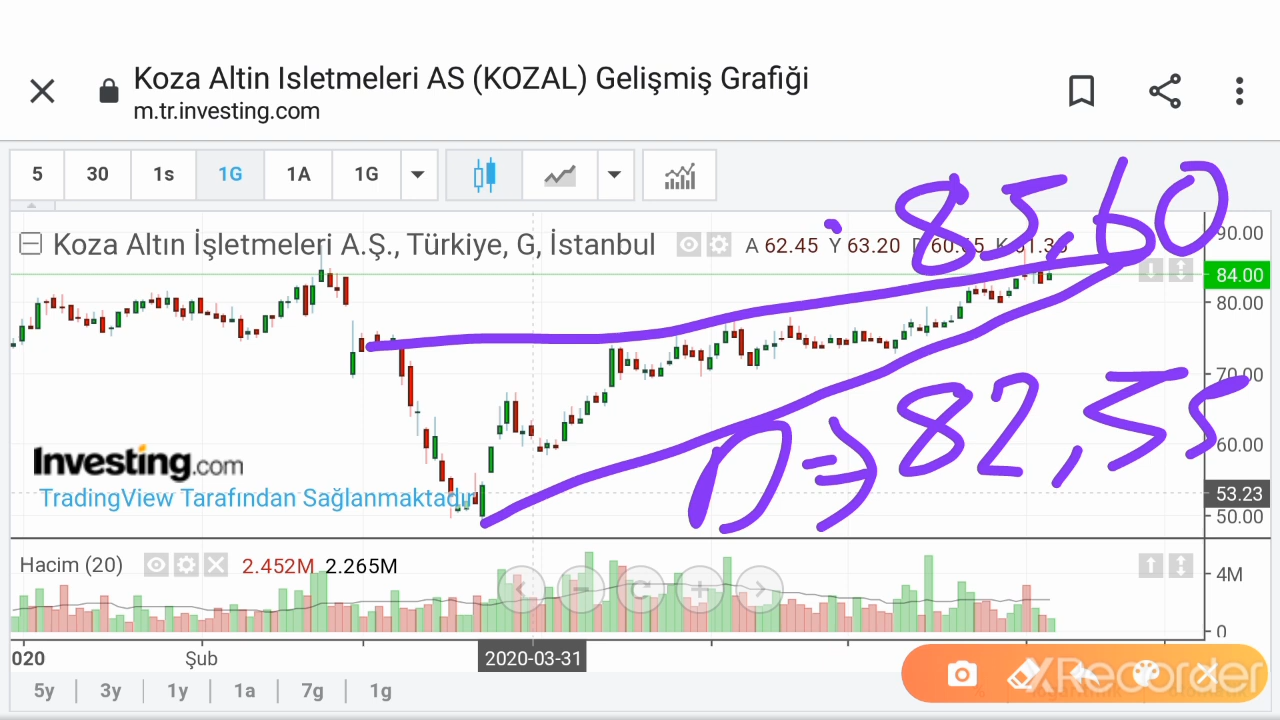 Koza Altin Isletmeleri AS (KOZAL) Gelişmiş Grafiği
m.tr.investing.com
5 30 1s 1G 1A 1G
Koza Altın İşletmeleri A.Ş., Türkiye, G, İstanbul A 62.45 Y 63.20
85,60
90.00
84.00
80.00
70.00
82,35
60.00
Investing.com
TradingView Tarafından Sağlanmaktadır
53.23
50.00
Hacim (20) 2.452M 2.265M
4M
0
020 Şub 2020-03-31
XRecorder
5y 3y 1y 1a 7g 1g